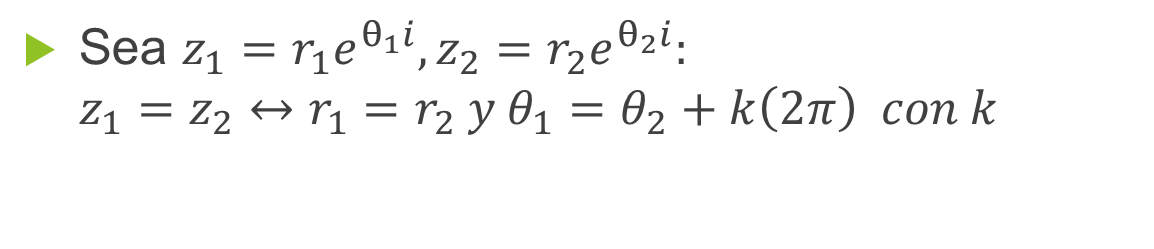 Sea 𝑧₁ = 𝑟₁𝑒^{θ₁𝑖}, 𝑧₂ = 𝑟₂𝑒^{θ₂𝑖}:
𝑧₁ = 𝑧₂ ↔ 𝑟₁ = 𝑟₂ 𝑦 𝜃₁ = 𝜃₂ + 𝑘(2𝜋) 𝑐𝑜𝑛 𝑘